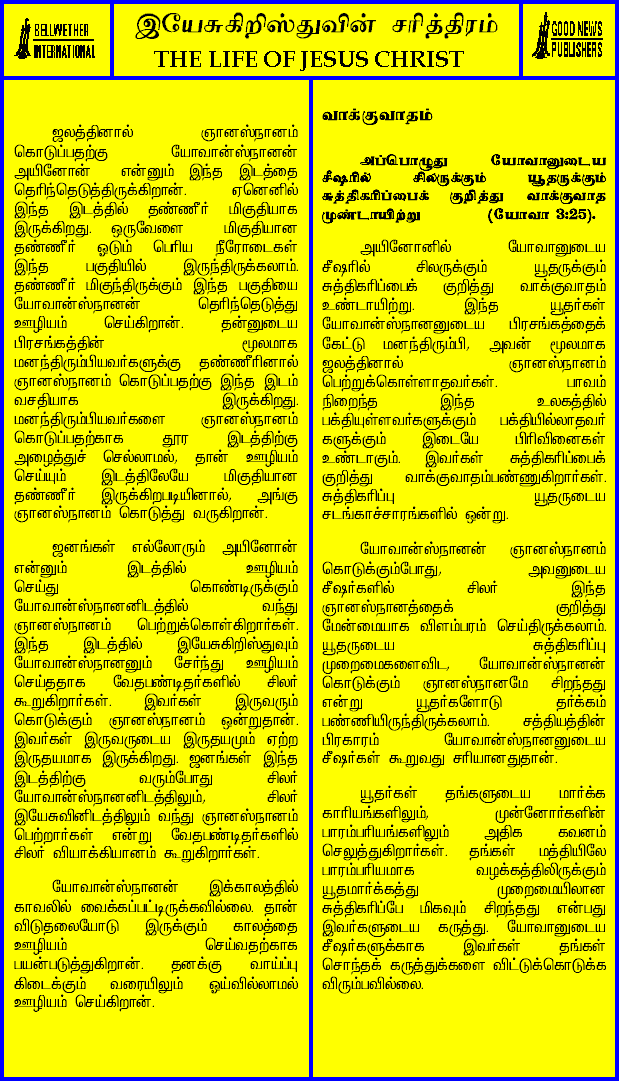 BELLWETHER
INTERNATIONAL
இயேசுகிறிஸ்துவின் சரித்திரம்
THE LIFE OF JESUS CHRIST
GOOD NEWS
PUBLISHERS
ஜலத்தினால் ஞானஸ்நானம்
கொடுப்பதற்கு யோவான்ஸ்நானன்
அயினோன் என்னும் இந்த இடத்தை
தெரிந்தெடுத்திருக்கிறான். ஏனெனில்
இந்த இடத்தில் தண்ணீர் மிகுதியாக
இருக்கிறது. ஒருவேளை மிகுதியான
தண்ணீர் ஓடும் பெரிய நீரோடைகள்
இந்த பகுதியில் இருந்திருக்கலாம்.
தண்ணீர் மிகுந்திருக்கும் இந்த பகுதியை
யோவான்ஸ்நானன் தெரிந்தெடுத்து
ஊழியம் செய்கிறான். தன்னுடைய
பிரசங்கத்தின் மூலமாக
மனந்திரும்பியவர்களுக்கு தண்ணீரினால்
ஞானஸ்நானம் கொடுப்பதற்கு இந்த இடம்
வசதியாக இருக்கிறது.
மனந்திரும்பியவர்களை ஞானஸ்நானம்
கொடுப்பதற்காக தூர இடத்திற்கு
அழைத்துச் செல்லாமல், தான் ஊழியம்
செய்யும் இடத்திலேயே மிகுதியான
தண்ணீர் இருக்கிறபடியினால், அங்கு
ஞானஸ்நானம் கொடுத்து வருகிறான்.
ஜனங்கள் எல்லோரும் அயினோன்
என்னும் இடத்தில் ஊழியம்
செய்து கொண்டிருக்கும்
யோவான்ஸ்நானனிடத்தில் வந்து
ஞானஸ்நானம் பெற்றுக்கொள்கிறார்கள்.
இந்த இடத்தில் இயேசுகிறிஸ்துவும்
யோவான்ஸ்நானனும் சேர்ந்து ஊழியம்
செய்ததாக வேதபண்டிதர்களில் சிலர்
கூறுகிறார்கள். இவர்கள் இருவரும்
கொடுக்கும் ஞானஸ்நானம் ஒன்றுதான்.
இவர்கள் இருவருடைய இருதயமும் ஏற்ற
இருதயமாக இருக்கிறது. ஜனங்கள் இந்த
இடத்திற்கு வரும்போது சிலர்
யோவான்ஸ்நானனிடத்திலும், சிலர்
இயேசுவினிடத்திலும் வந்து ஞானஸ்நானம்
பெற்றார்கள் என்று வேதபண்டிதர்களில்
சிலர் வியாக்கியானம் கூறுகிறார்கள்.
யோவான்ஸ்நானன் இக்காலத்தில்
காவலில் வைக்கப்பட்டிருக்கவில்லை. தான்
விடுதலையோடு இருக்கும் காலத்தை
ஊழியம் செய்வதற்காக
பயன்படுத்துகிறான். தனக்கு வாய்ப்பு
கிடைக்கும் வரையிலும் ஓய்வில்லாமல்
ஊழியம் செய்கிறான்.
வாக்குவாதம்
அப்பொழுது யோவானுடைய
சீஷரில் சிலருக்கும் யூதருக்கும்
சுத்திகரிப்பைக் குறித்து வாக்குவாத
முண்டாயிற்று (யோவா 3:25).
அயினோனில் யோவானுடைய
சீஷரில் சிலருக்கும் யூதருக்கும்
சுத்திகரிப்பைக் குறித்து வாக்குவாதம்
உண்டாயிற்று. இந்த யூதர்கள்
யோவான்ஸ்நானனுடைய பிரசங்கத்தைக்
கேட்டு மனந்திரும்பி, அவன் மூலமாக
ஜலத்தினால் ஞானஸ்நானம்
பெற்றுக்கொள்ளாதவர்கள். பாவம்
நிறைந்த இந்த உலகத்தில்
பக்தியுள்ளவர்களுக்கும் பக்தியில்லாதவர்
களுக்கும் இடையே பிரிவினைகள்
உண்டாகும். இவர்கள் சுத்திகரிப்பைக்
குறித்து வாக்குவாதம்பண்ணுகிறார்கள்.
சுத்திகரிப்பு யூதருடைய
சடங்காச்சாரங்களில் ஒன்று.
யோவான்ஸ்நானன் ஞானஸ்நானம்
கொடுக்கும்போது, அவனுடைய
சீஷர்களில் சிலர் இந்த
ஞானஸ்நானத்தைக் குறித்து
மேன்மையாக விளம்பரம் செய்திருக்கலாம்.
யூதருடைய சுத்திகரிப்பு
முறைமைகளைவிட, யோவான்ஸ்நானன்
கொடுக்கும் ஞானஸ்நானமே சிறந்தது
என்று யூதர்களோடு தர்க்கம்
பண்ணியிருந்திருக்கலாம். சத்தியத்தின்
பிரகாரம் யோவான்ஸ்நானனுடைய
சீஷர்கள் கூறுவது சரியானதுதான்.
யூதர்கள் தங்களுடைய மார்க்க
காரியங்களிலும், முன்னோர்களின்
பாரம்பரியங்களிலும் அதிக கவனம்
செலுத்துகிறார்கள். தங்கள் மத்தியிலே
பாரம்பரியமாக வழக்கத்திலிருக்கும்
யூதமார்க்கத்து முறைமையிலான
சுத்திகரிப்பே மிகவும் சிறந்தது என்பது
இவர்களுடைய கருத்து. யோவானுடைய
சீஷர்களுக்காக இவர்கள் தங்கள்
சொந்தக் கருத்துக்களை விட்டுக்கொடுக்க
விரும்பவில்லை.